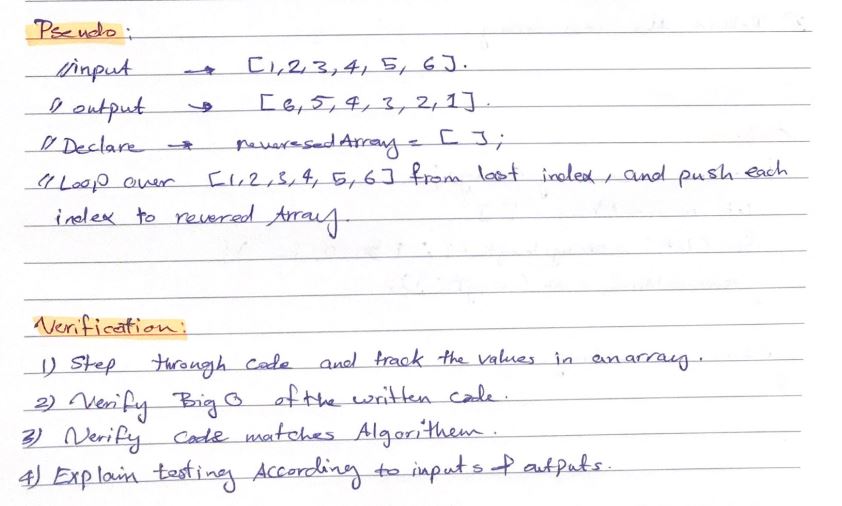 Pseudo:
//input → [1,2,3,4, 5, 6].
// output → [6,5,4,3,2,1].
// Declare → reveresedArray = [ ];
// Loop over [1,2,3,4, 5,6] from last index, and push each
index to revered Array.
Verification:
1) Step through code and track the values in an array.
2) Verify Big O of the written code.
3) Verify code matches Algorithem.
4) Explain testing According to inputs & outputs.